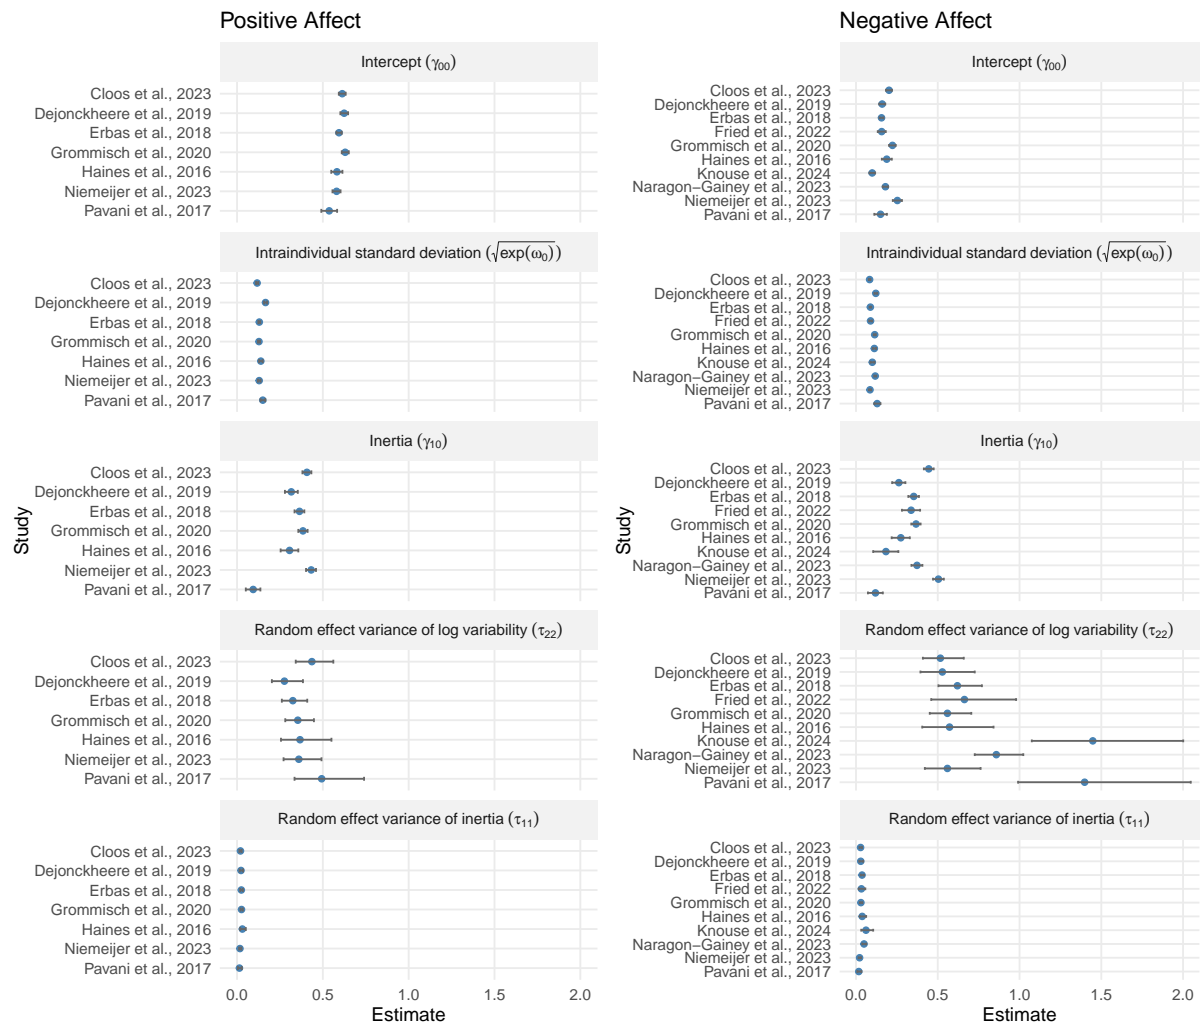 Positive Affect
Intercept (γ00)
Cloos et al., 2023
Dejonckheere et al., 2019
Erbas et al., 2018
Grommisch et al., 2020
Haines et al., 2016
Niemeijer et al., 2023
Pavani et al., 2017
Intraindividual standard deviation (√exp(ω0))
Cloos et al., 2023
Dejonckheere et al., 2019
Erbas et al., 2018
Grommisch et al., 2020
Haines et al., 2016
Niemeijer et al., 2023
Pavani et al., 2017
Inertia (γ10)
Cloos et al., 2023
Dejonckheere et al., 2019
Erbas et al., 2018
Grommisch et al., 2020
Haines et al., 2016
Niemeijer et al., 2023
Pavani et al., 2017
Study
Random effect variance of log variability (τ22)
Cloos et al., 2023
Dejonckheere et al., 2019
Erbas et al., 2018
Grommisch et al., 2020
Haines et al., 2016
Niemeijer et al., 2023
Pavani et al., 2017
Random effect variance of inertia (τ11)
Cloos et al., 2023
Dejonckheere et al., 2019
Erbas et al., 2018
Grommisch et al., 2020
Haines et al., 2016
Niemeijer et al., 2023
Pavani et al., 2017
0.0 0.5 1.0 1.5 2.0
Estimate
Negative Affect
Intercept (γ00)
Cloos et al., 2023
Dejonckheere et al., 2019
Erbas et al., 2018
Fried et al., 2022
Grommisch et al., 2020
Haines et al., 2016
Knouse et al., 2024
Naragon−Gainey et al., 2023
Niemeijer et al., 2023
Pavani et al., 2017
Intraindividual standard deviation (√exp(ω0))
Cloos et al., 2023
Dejonckheere et al., 2019
Erbas et al., 2018
Fried et al., 2022
Grommisch et al., 2020
Haines et al., 2016
Knouse et al., 2024
Naragon−Gainey et al., 2023
Niemeijer et al., 2023
Pavani et al., 2017
Inertia (γ10)
Cloos et al., 2023
Dejonckheere et al., 2019
Erbas et al., 2018
Fried et al., 2022
Grommisch et al., 2020
Haines et al., 2016
Knouse et al., 2024
Naragon−Gainey et al., 2023
Niemeijer et al., 2023
Pavani et al., 2017
Study
Random effect variance of log variability (τ22)
Cloos et al., 2023
Dejonckheere et al., 2019
Erbas et al., 2018
Fried et al., 2022
Grommisch et al., 2020
Haines et al., 2016
Knouse et al., 2024
Naragon−Gainey et al., 2023
Niemeijer et al., 2023
Pavani et al., 2017
Random effect variance of inertia (τ11)
Cloos et al., 2023
Dejonckheere et al., 2019
Erbas et al., 2018
Fried et al., 2022
Grommisch et al., 2020
Haines et al., 2016
Knouse et al., 2024
Naragon−Gainey et al., 2023
Niemeijer et al., 2023
Pavani et al., 2017
0.0 0.5 1.0 1.5 2.0
Estimate